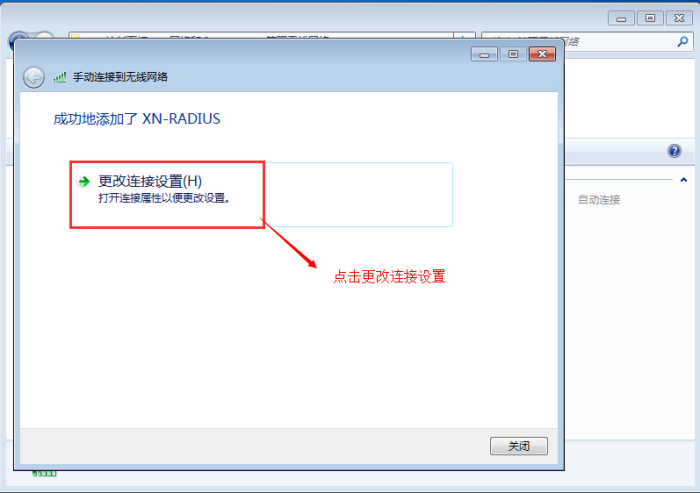 手动连接到无线网络
成功地添加了 XN-RADIUS
更改连接设置(H)
打开连接属性以便更改设置。
自动连接
点击更改连接设置
关闭